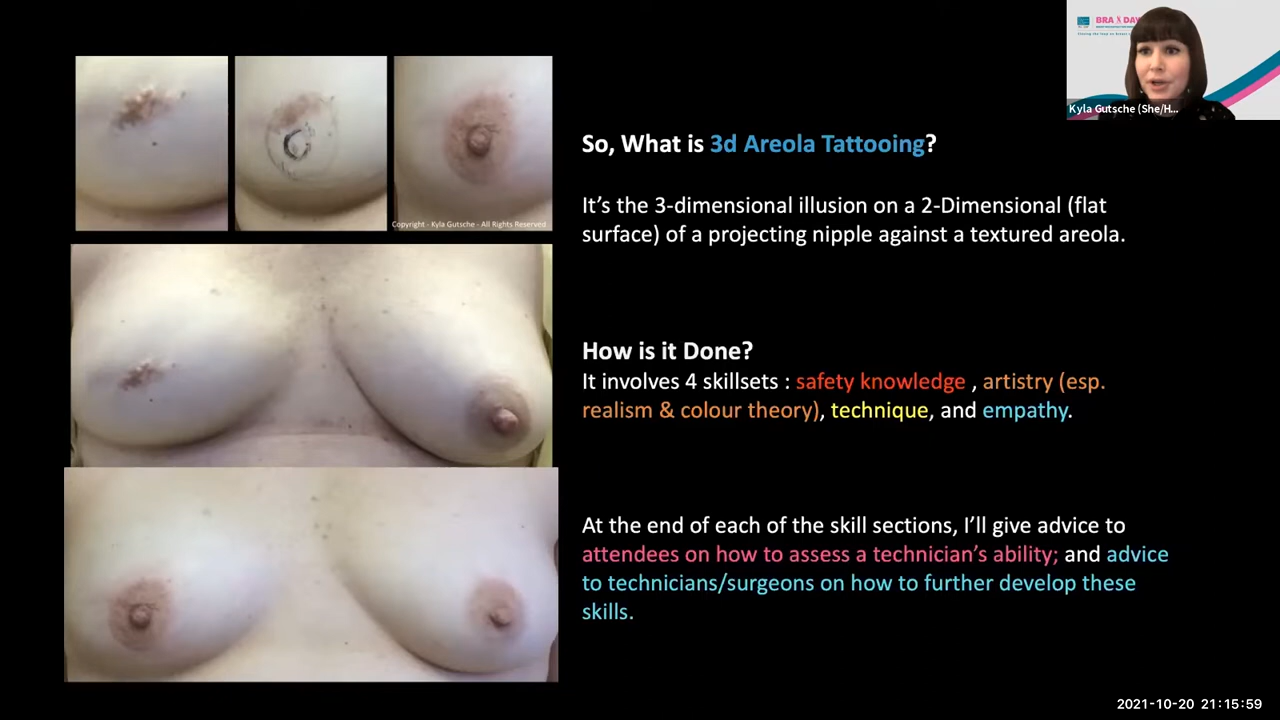 BRA DAY
Kyla Gutsche (She/H...
Copyright - Kyla Gutsche - All Rights Reserved
So, What is 3d Areola Tattooing?
It's the 3-dimensional illusion on a 2-Dimensional (flat
surface) of a projecting nipple against a textured areola.
How is it Done?
It involves 4 skillsets : safety knowledge , artistry (esp.
realism & colour theory), technique, and empathy.
At the end of each of the skill sections, I'll give advice to
attendees on how to assess a technician's ability; and advice
to technicians/surgeons on how to further develop these
skills.
2021-10-20 21:15:59